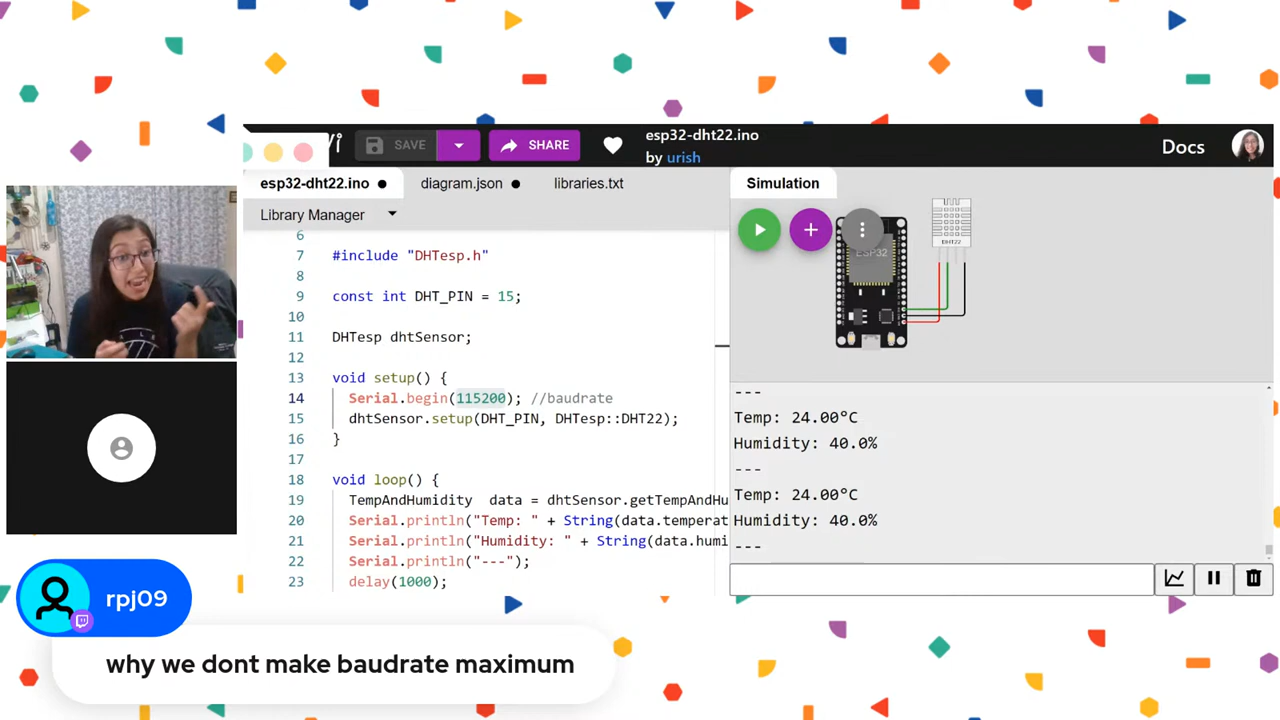 SAVE
SHARE
esp32-dht22.ino
by urish
Docs
esp32-dht22.ino
diagram.json
libraries.txt
Simulation
Library Manager
6
7 #include "DHTesp.h"
8
9 const int DHT_PIN = 15;
10
11 DHTesp dhtSensor;
12
13 void setup() {
14 Serial.begin(115200); //baudrate
15 dhtSensor.setup(DHT_PIN, DHTesp::DHT22);
16 }
17
18 void loop() {
19 TempAndHumidity data = dhtSensor.getTempAndHu
20 Serial.println("Temp: " + String(data.temperat
21 Serial.println("Humidity: " + String(data.humi
22 Serial.println("---");
23 delay(1000);
ESP32
DHT22
---
Temp: 24.00°C
Humidity: 40.0%
---
Temp: 24.00°C
Humidity: 40.0%
---
rpj09
why we dont make baudrate maximum